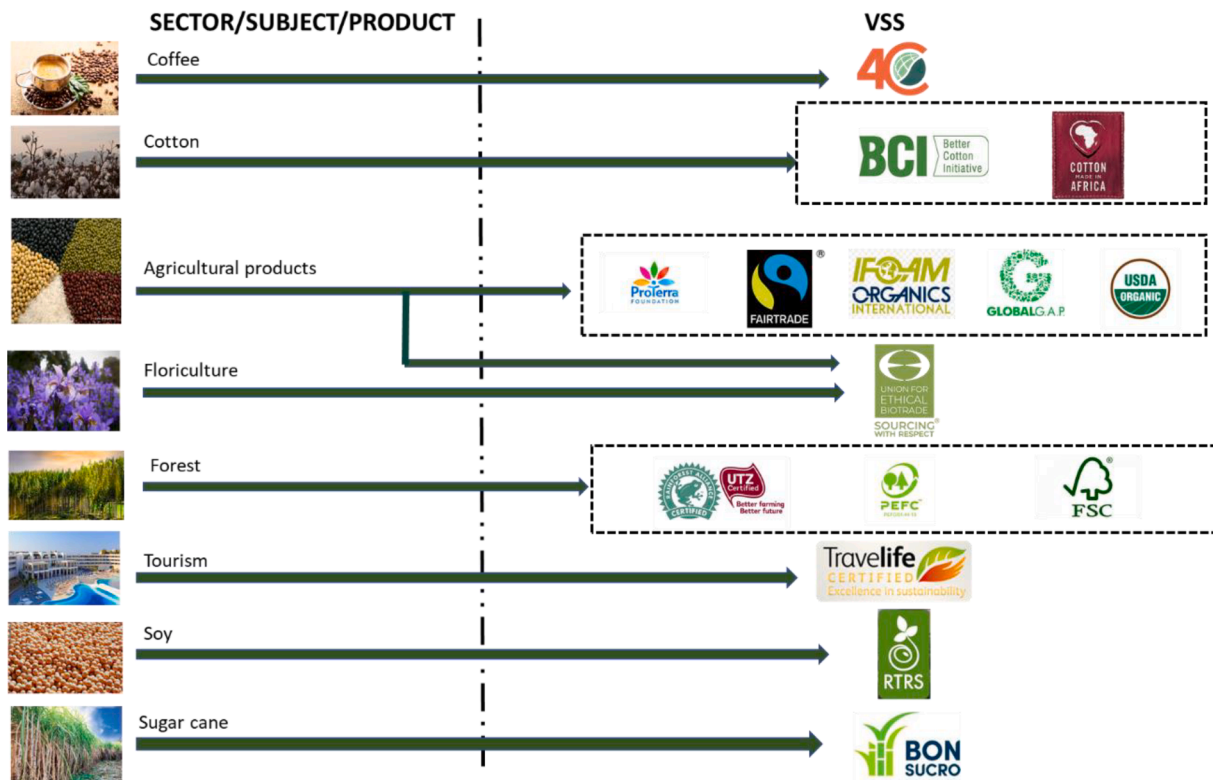 SECTOR/SUBJECT/PRODUCT
VSS
Coffee
4C
Cotton
BCI
Better
Cotton
Initiative
COTTON
MADE IN
AFRICA
Agricultural products
ProTerra
FOUNDATION
FAIRTRADE
®
IFOAM
ORGANICS
INTERNATIONAL
GLOBALG.A.P.
USDA
ORGANIC
Floriculture
UNION FOR
ETHICAL
BIOTRADE
SOURCING®
WITH RESPECT
Forest
RAINFOREST ALLIANCE
CERTIFIED
UTZ
Certified
Better farming
Better future
PEFC
FSC®
Tourism
Travelife
CERTIFIED
Excellence in sustainability
Soy
RTRS
Sugar cane
BON
SUCRO